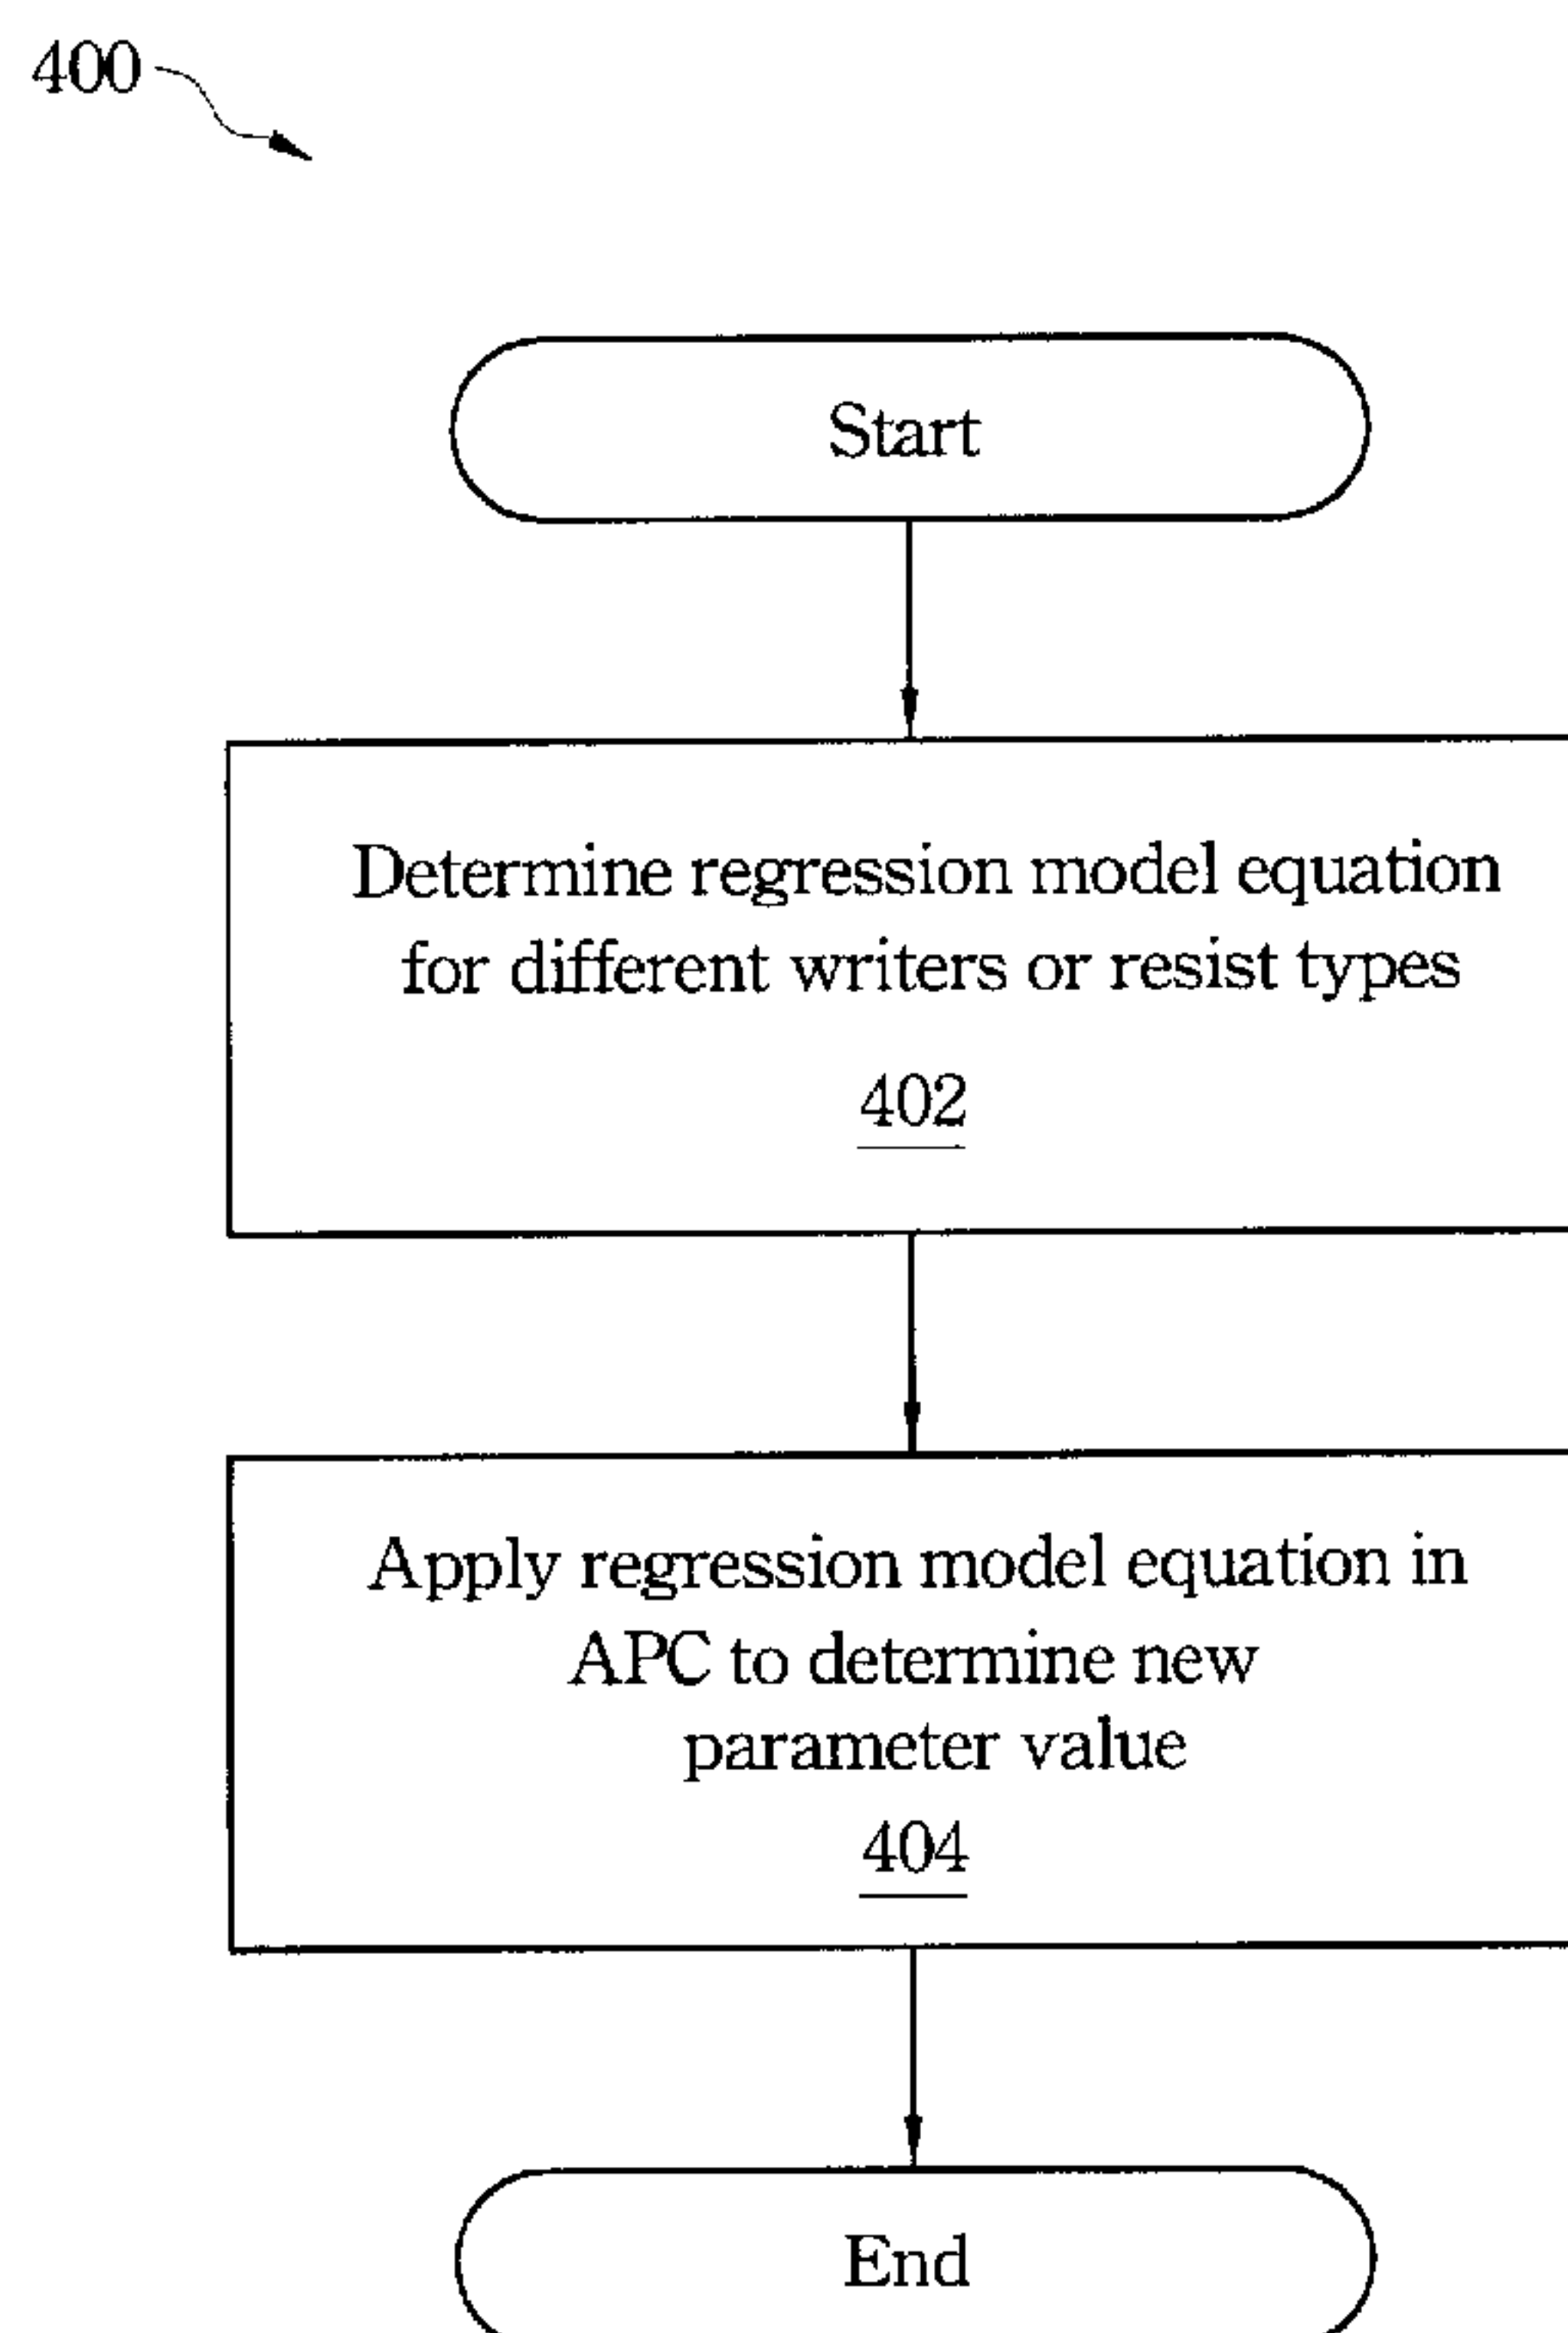 400
Start
Determine regression model equation
for different writers or resist types
402
Apply regression model equation in
APC to determine new
parameter value
404
End